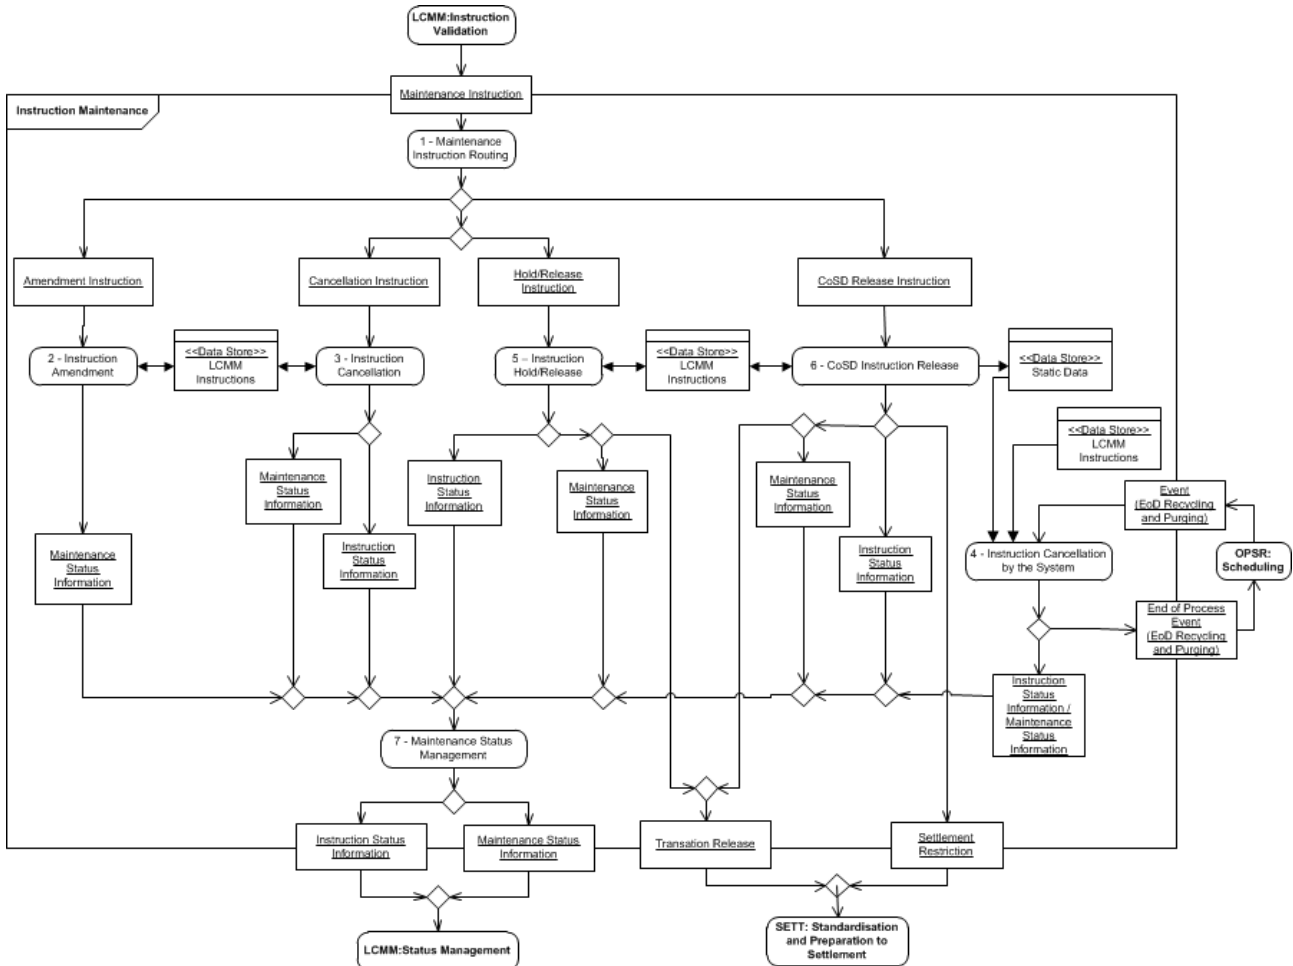 LCMM:Instruction
Validation
Maintenance Instruction
Instruction Maintenance
1 - Maintenance
Instruction Routing
Amendment Instruction
Cancellation Instruction
Hold/Release
Instruction
CoSD Release Instruction
2 - Instruction
Amendment
<<Data Store>>
LCMM
Instructions
3 - Instruction
Cancellation
5 – Instruction
Hold/Release
<<Data Store>>
LCMM
Instructions
6 - CoSD Instruction Release
<<Data Store>>
Static Data
<<Data Store>>
LCMM
Instructions
Maintenance
Status
Information
Instruction
Status
Information
Maintenance
Status
Information
Maintenance
Status
Information
Event
(EoD Recycling
and Purging)
Maintenance
Status
Information
Instruction
Status
Information
Instruction
Status
Information
4 - Instruction Cancellation
by the System
OPSR:
Scheduling
End of Process
Event
(EoD Recycling
and Purging)
Instruction
Status
Information /
Maintenance
Status
Information
7 - Maintenance Status
Management
Instruction Status
Information
Maintenance Status
Information
Transation Release
Settlement
Restriction
LCMM:Status Management
SETT: Standardisation
and Preparation to
Settlement